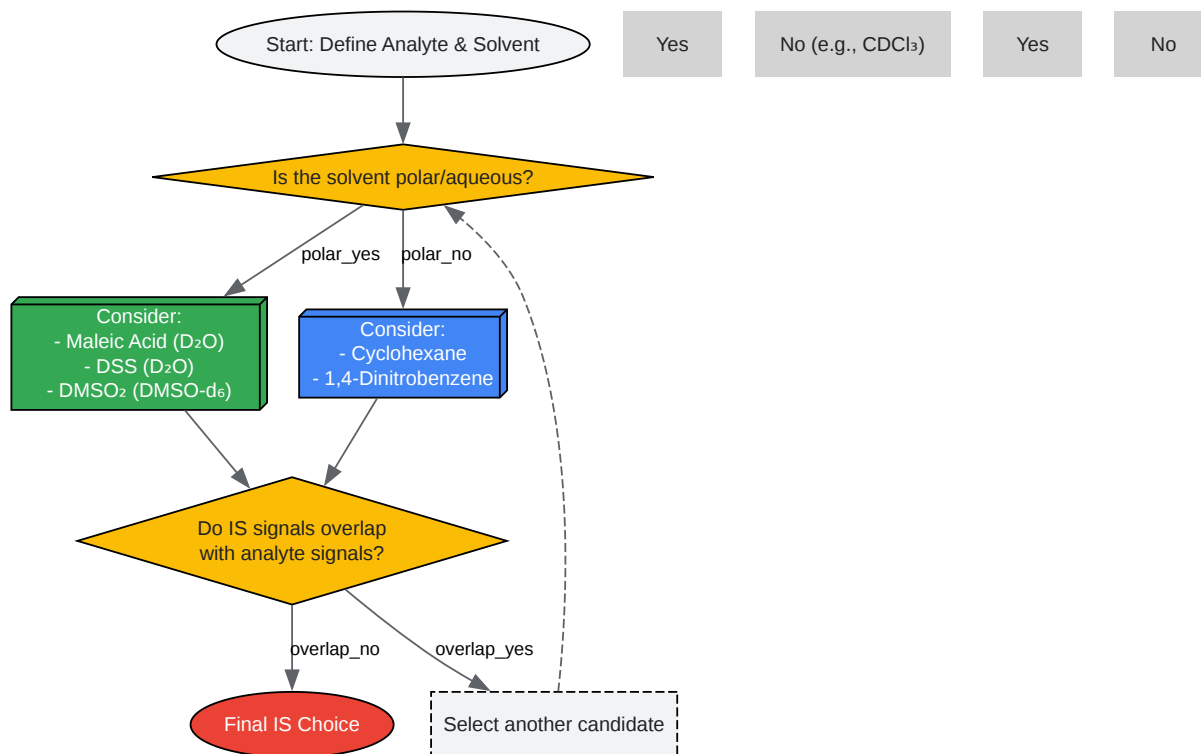 Start: Define Analyte & Solvent
Yes
No (e.g., CDCl₃)
Yes
No
Is the solvent polar/aqueous?
polar_yes
polar_no
Consider:
- Maleic Acid (D₂O)
- DSS (D₂O)
- DMSO₂ (DMSO-d₆)
Consider:
- Cyclohexane
- 1,4-Dinitrobenzene
Do IS signals overlap
with analyte signals?
overlap_no
overlap_yes
Final IS Choice
Select another candidate